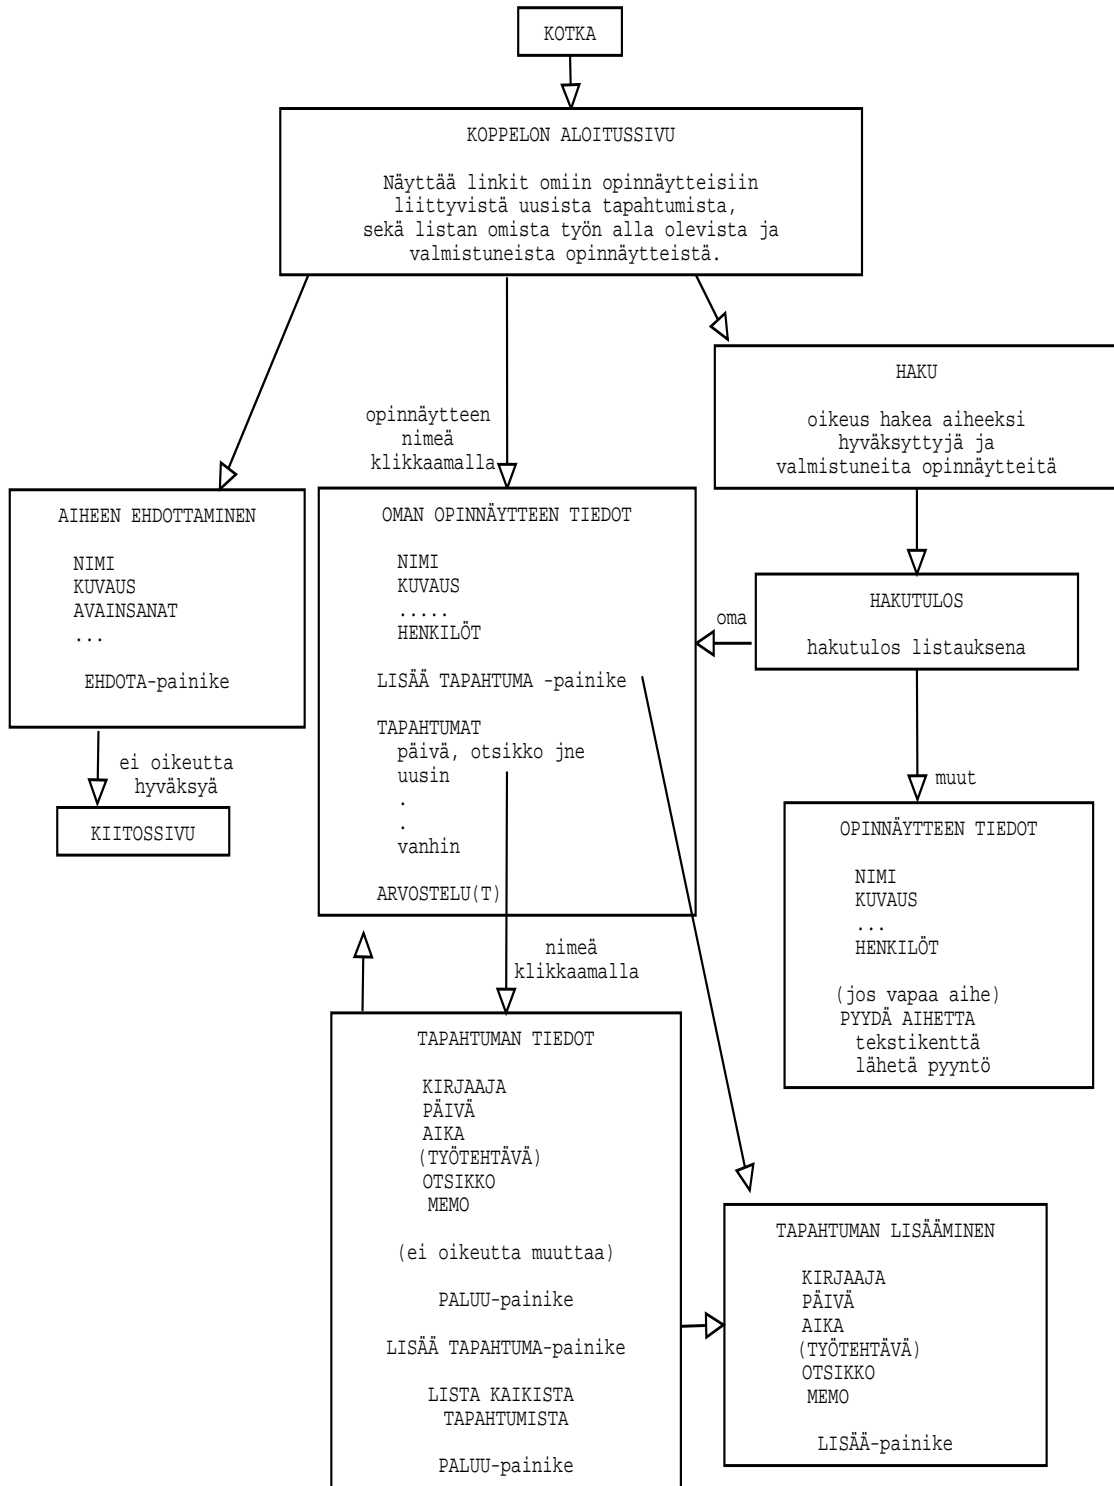 KOTKA
KOPPELON ALOITUSSIVU
Näyttää linkit omiin opinnäytteisiin
liittyvistä uusista tapahtumista,
sekä listan omista työn alla olevista ja
valmistuneista opinnäytteistä.
HAKU
oikeus hakea aiheeksi
hyväksyttyjä ja
valmistuneita opinnäytteitä
opinnäytteen
nimeä
klikkaamalla
AIHEEN EHDOTTAMINEN
NIMI
KUVAUS
AVAINSANAT
...
EHDOTA-painike
ei oikeutta
hyväksyä
KIITOSSIVU
OMAN OPINNÄYTTEEN TIEDOT
NIMI
KUVAUS
.....
HENKILÖT
LISÄÄ TAPAHTUMA -painike
TAPAHTUMAT
päivä, otsikko jne
uusin
.
.
vanhin
ARVOSTELU(T)
oma
HAKUTULOS
hakutulos listauksena
muut
OPINNÄYTTEEN TIEDOT
NIMI
KUVAUS
...
HENKILÖT
(jos vapaa aihe)
PYYDÄ AIHETTA
tekstikenttä
lähetä pyyntö
nimeä
klikkaamalla
TAPAHTUMAN TIEDOT
KIRJAAJA
PÄIVÄ
AIKA
(TYÖTEHTÄVÄ)
OTSIKKO
MEMO
(ei oikeutta muuttaa)
PALUU-painike
LISÄÄ TAPAHTUMA-painike
LISTA KAIKISTA
TAPAHTUMISTA
PALUU-painike
TAPAHTUMAN LISÄÄMINEN
KIRJAAJA
PÄIVÄ
AIKA
(TYÖTEHTÄVÄ)
OTSIKKO
MEMO
LISÄÄ-painike